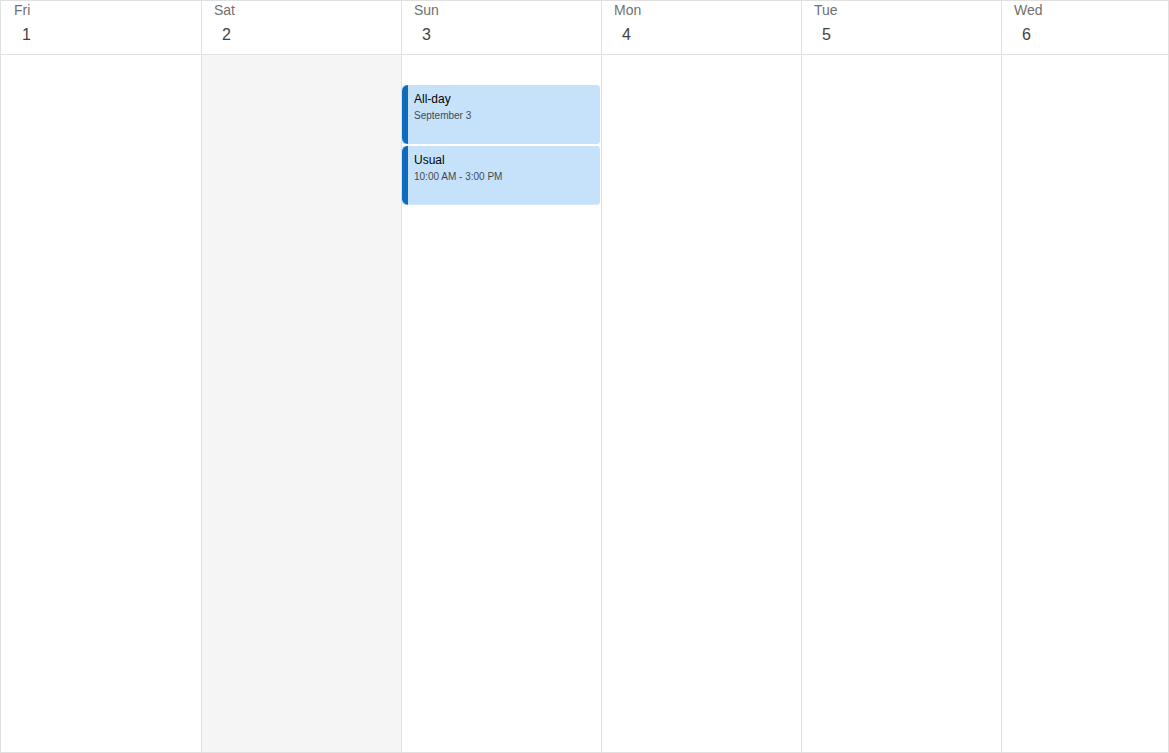 Fri
1
Sat
2
Sun
3
Mon
4
Tue
5
Wed
6
All-day
September 3
Usual
10:00 AM - 3:00 PM